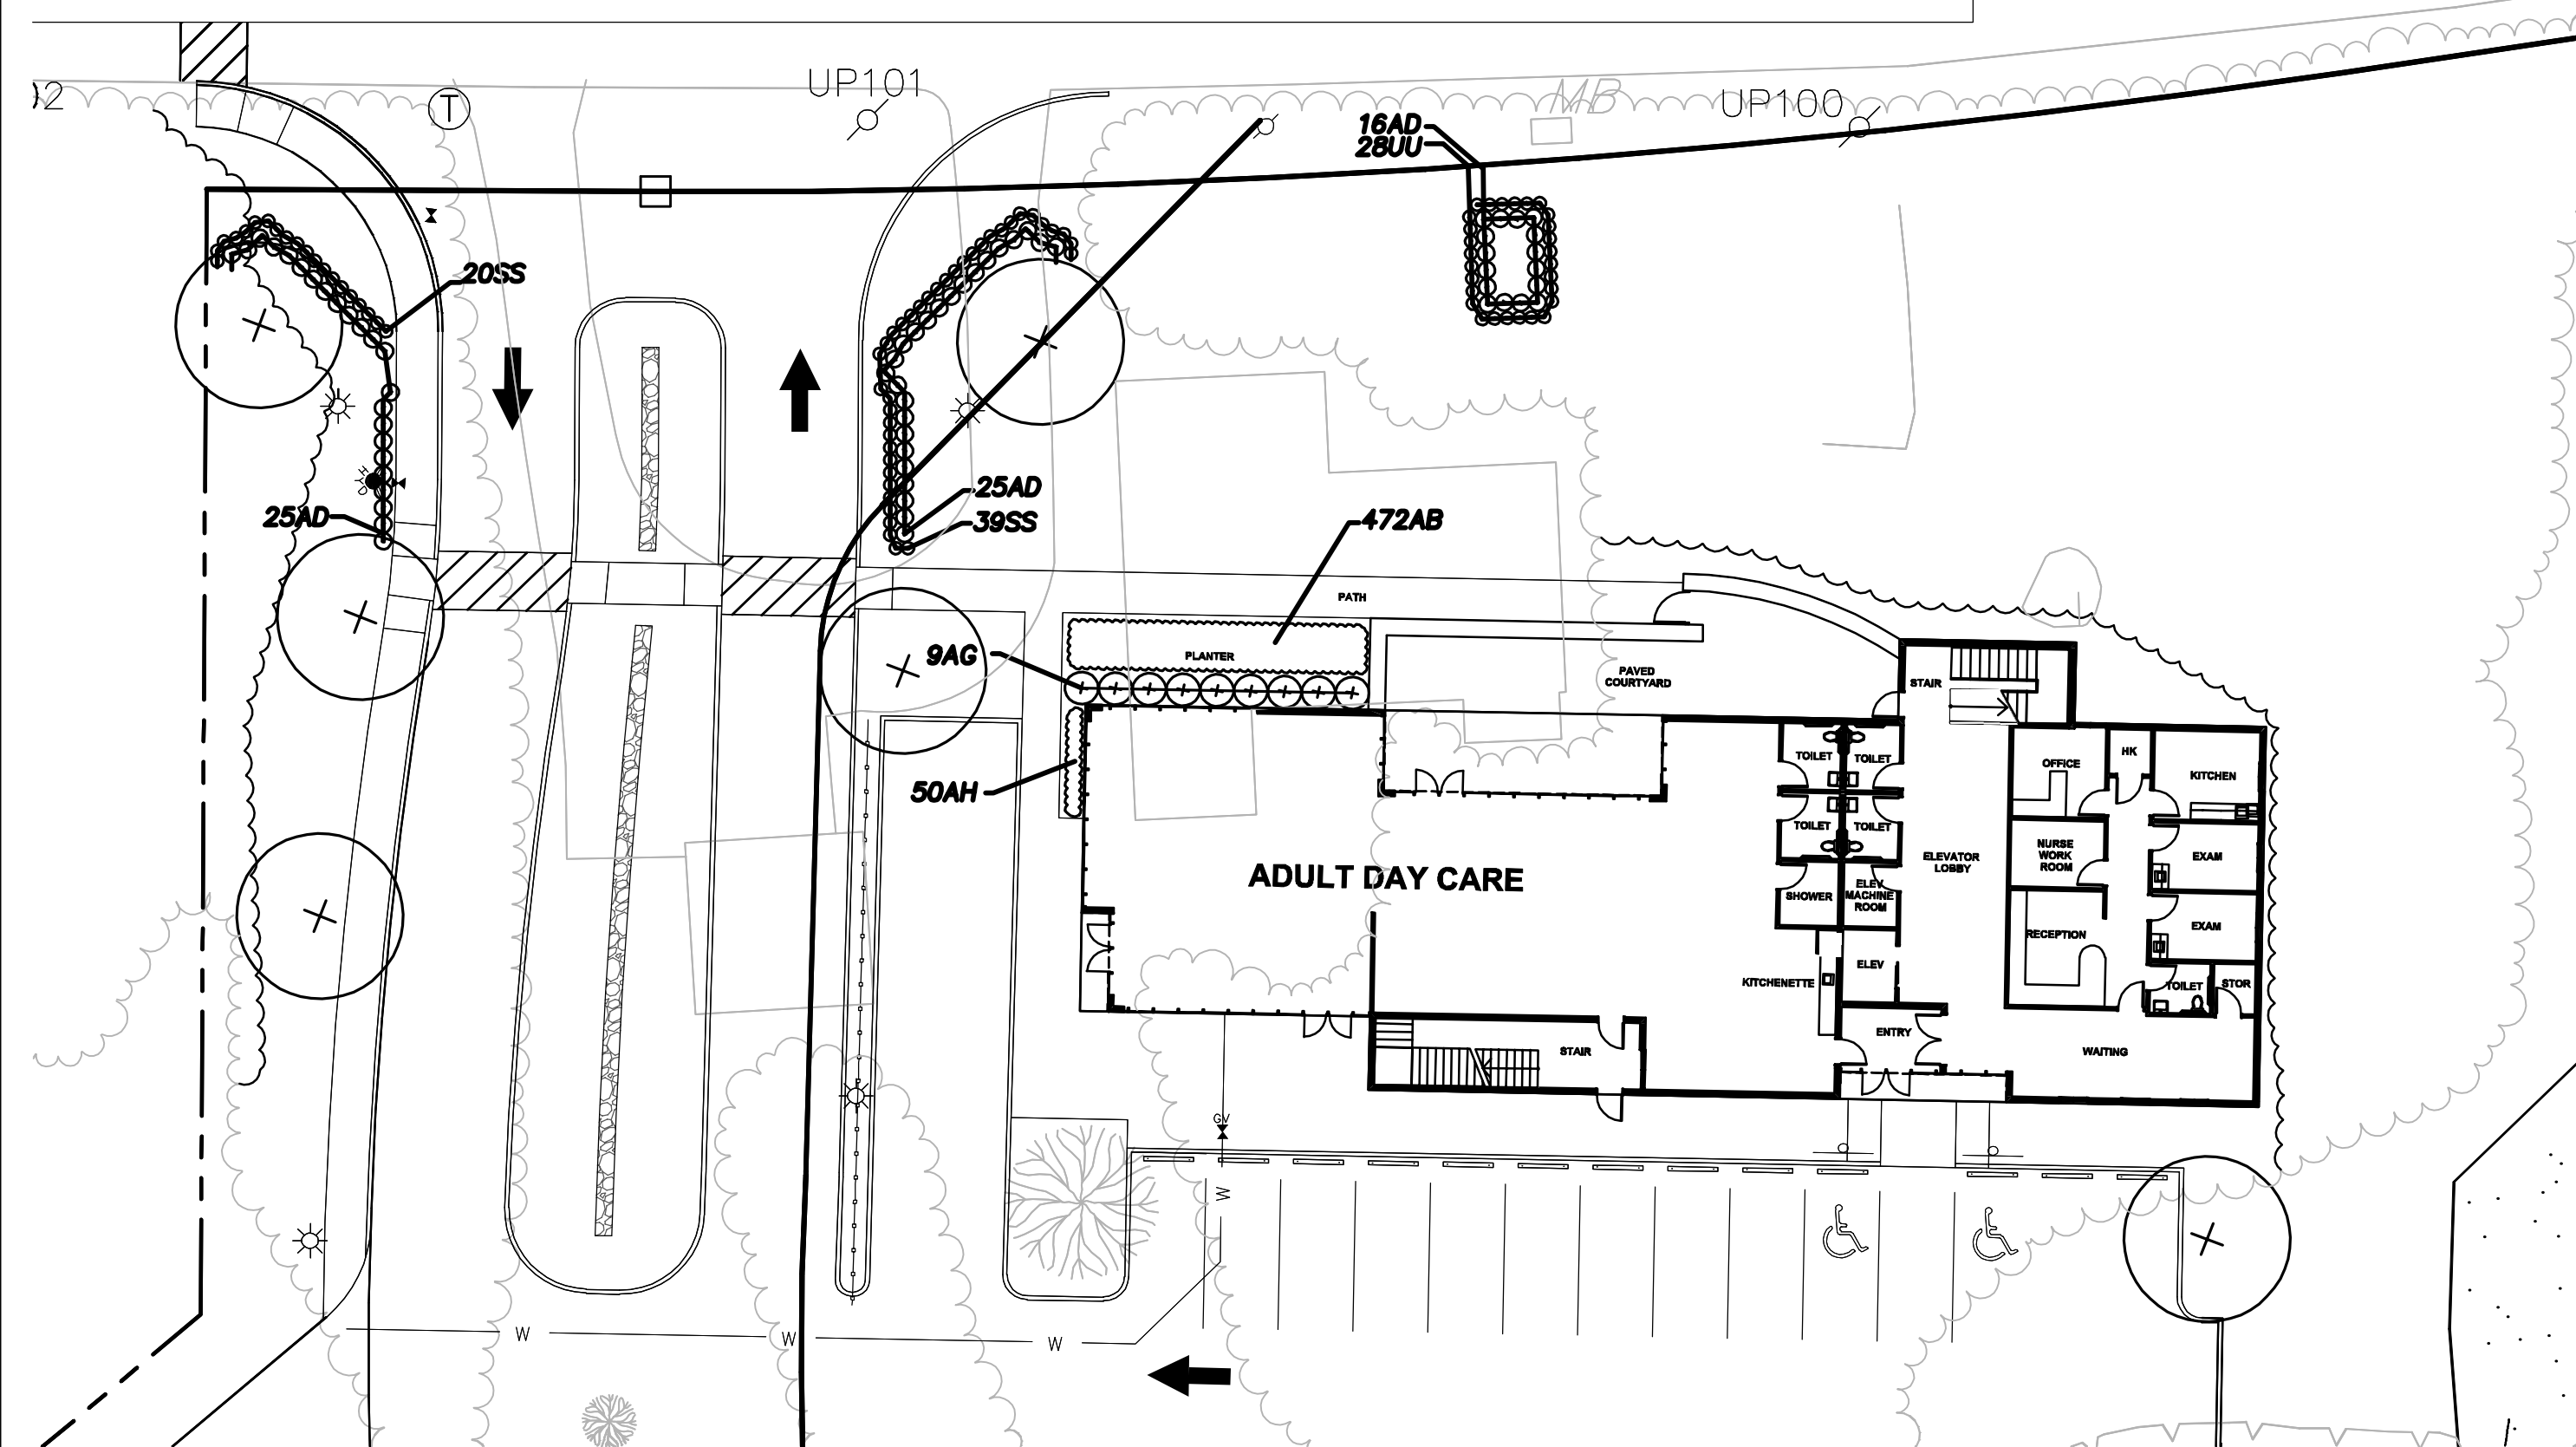 UP101
MB
UP100
T
16AD
28UU
20SS
25AD
25AD
39SS
472AB
PATH
9AG
PLANTER
PAVED
COURTYARD
STAIR
50AH
TOILET
TOILET
OFFICE
HK
KITCHEN
TOILET
TOILET
ELEVATOR
LOBBY
NURSE
WORK
ROOM
EXAM
ADULT DAY CARE
SHOWER
ELEV
MACHINE
ROOM
RECEPTION
EXAM
KITCHENETTE
ELEV
TOILET
STOR
ENTRY
STAIR
WAITING
GV
W
W
W
W
HYD